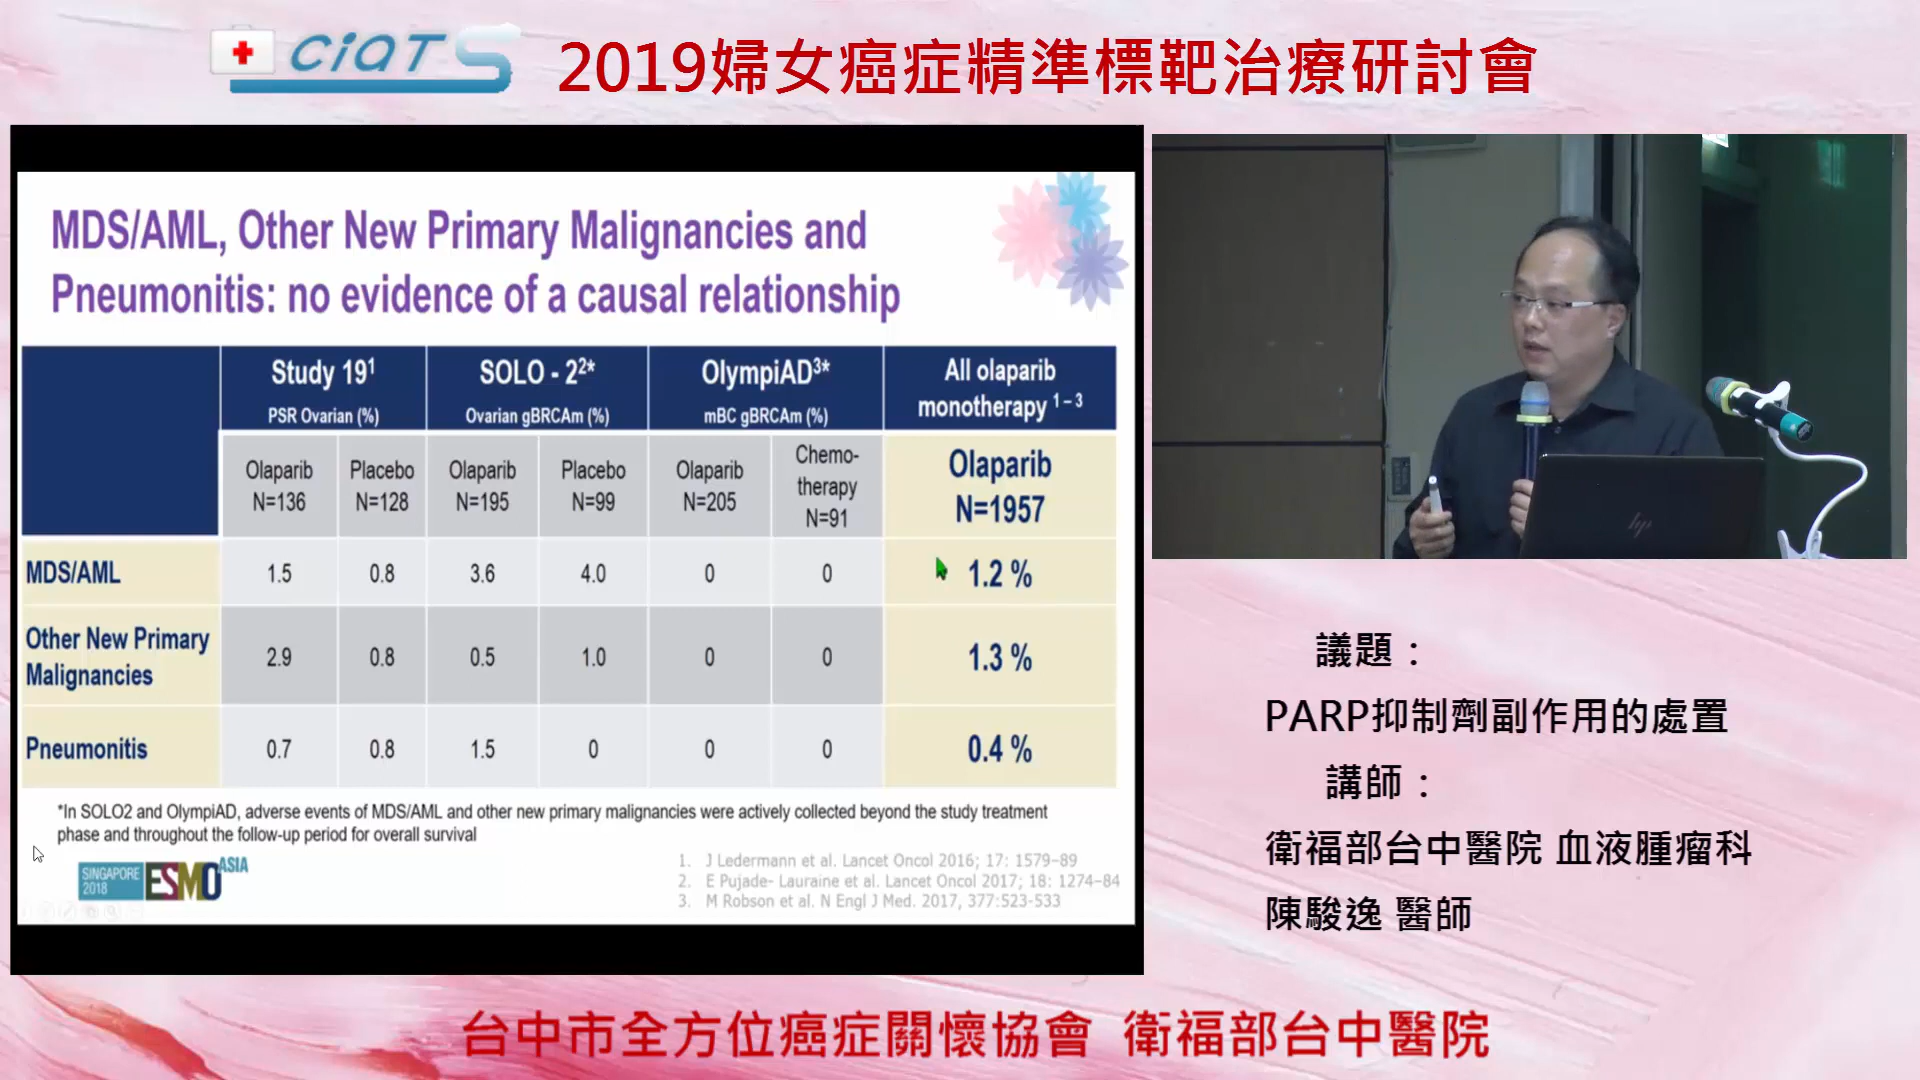 CiQTS
2019婦女癌症精準標靶治療研討會
MDS/AML, Other New Primary Malignancies and
Pneumonitis: no evidence of a causal relationship
Study 19¹ SOLO - 2²* OlympiAD³* All olaparib
monotherapy ¹⁻³
PSR Ovarian (%) Ovarian gBRCAm (%) mBC gBRCAm (%)
Olaparib N=136 Placebo N=128 Olaparib N=195 Placebo N=99 Olaparib N=205 Chemo-therapy N=91 Olaparib N=1957
MDS/AML 1.5 0.8 3.6 4.0 0 0 1.2 %
Other New Primary Malignancies 2.9 0.8 0.5 1.0 0 0 1.3 %
Pneumonitis 0.7 0.8 1.5 0 0 0 0.4 %
*In SOLO2 and OlympiAD, adverse events of MDS/AML and other new primary malignancies were actively collected beyond the study treatment
phase and throughout the follow-up period for overall survival
SINGAPORE
2018
ESMO ASIA
1. J Ledermann et al. Lancet Oncol 2016; 17: 1579–89
2. E Pujade- Lauraine et al. Lancet Oncol 2017; 18: 1274–84
3. M Robson et al. N Engl J Med. 2017, 377:523-533
hp
議題：
PARP抑制劑副作用的處置
講師：
衛福部台中醫院 血液腫瘤科
陳駿逸 醫師
台中市全方位癌症關懷協會 衛福部台中醫院